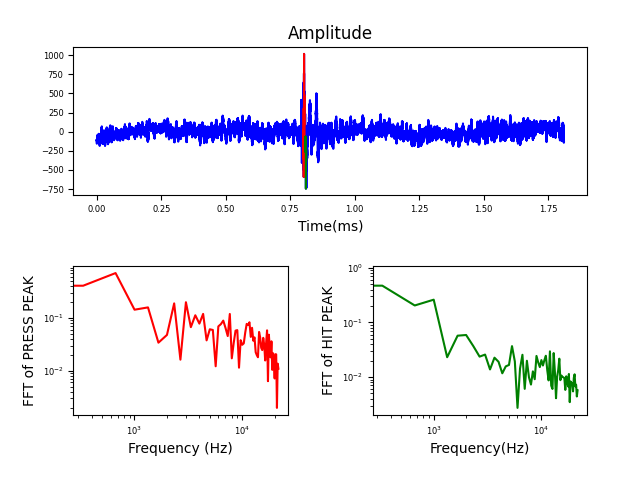 Amplitude
1000
750
500
250
0
−250
−500
−750
0.00 0.25 0.50 0.75 1.00 1.25 1.50 1.75
Time(ms)
FFT of PRESS PEAK
10⁻¹
10⁻²
10³ 10⁴
Frequency (Hz)
FFT of HIT PEAK
10⁰
10⁻¹
10⁻²
10³ 10⁴
Frequency(Hz)